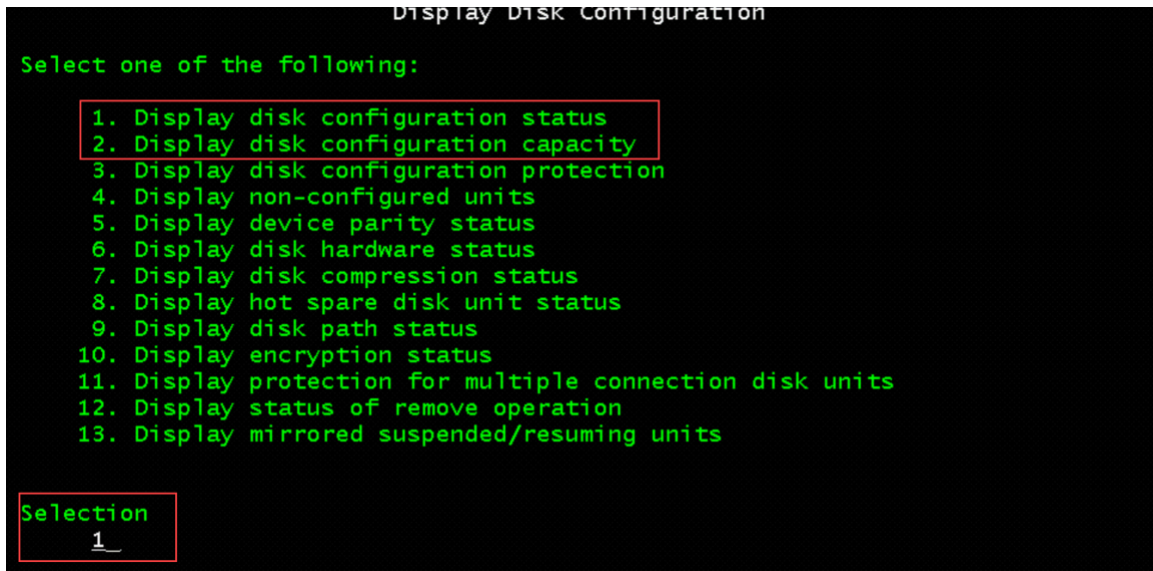 Display Disk Configuration
Select one of the following:
1. Display disk configuration status
2. Display disk configuration capacity
3. Display disk configuration protection
4. Display non-configured units
5. Display device parity status
6. Display disk hardware status
7. Display disk compression status
8. Display hot spare disk unit status
9. Display disk path status
10. Display encryption status
11. Display protection for multiple connection disk units
12. Display status of remove operation
13. Display mirrored suspended/resuming units
Selection
1_